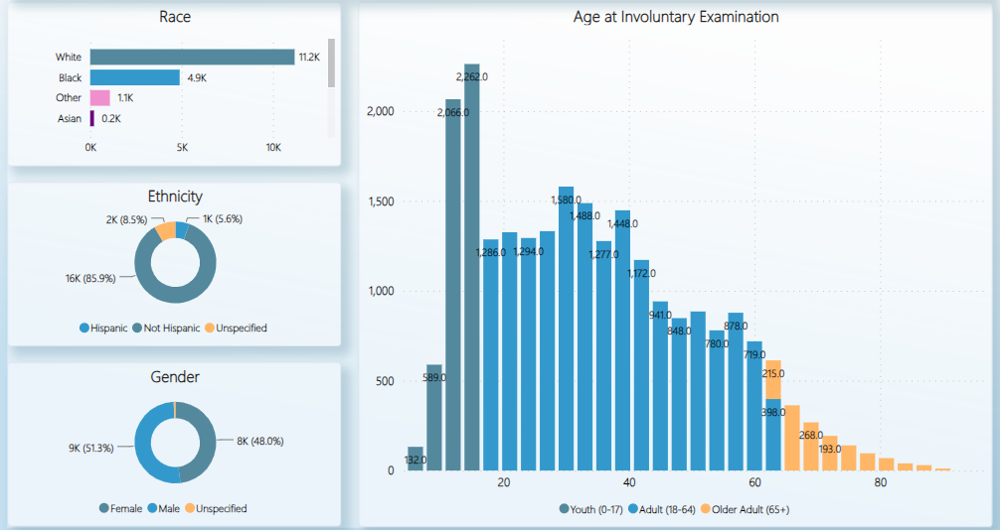 Race
White 11.2K
Black 4.9K
Other 1.1K
Asian 0.2K
0K 5K 10K
Ethnicity
2K (8.5%) 1K (5.6%)
16K (85.9%)
Hispanic Not Hispanic Unspecified
Gender
9K (51.3%) 8K (48.0%)
Female Male Unspecified
Age at Involuntary Examination
2,262.0
2,000 2,066.0
1,500 1,580.0
1,488.0
1,448.0
1,286.0 1,294.0 1,277.0
1,172.0
1,000
941.0
848.0 878.0
780.0
719.0
500 589.0 215.0
398.0
268.0
193.0
0 132.0
20 40 60 80
Youth (0-17) Adult (18-64) Older Adult (65+)